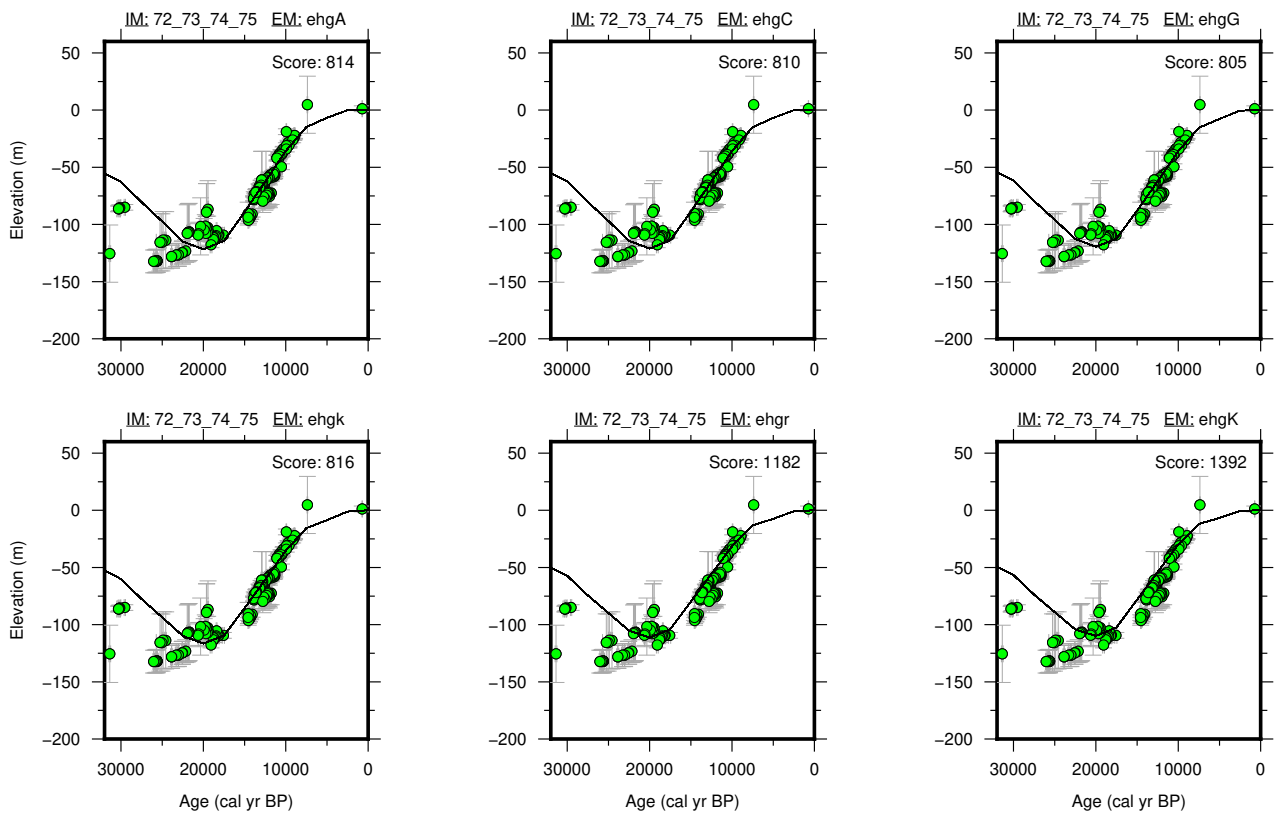 IM: 72_73_74_75 EM: ehgA
IM: 72_73_74_75 EM: ehgC
IM: 72_73_74_75 EM: ehgG
Score: 814
Score: 810
Score: 805
Elevation (m)
50
0
−50
−100
−150
−200
50
0
−50
−100
−150
−200
50
0
−50
−100
−150
−200
30000 20000 10000 0
30000 20000 10000 0
30000 20000 10000 0
IM: 72_73_74_75 EM: ehgk
IM: 72_73_74_75 EM: ehgr
IM: 72_73_74_75 EM: ehgK
Score: 816
Score: 1182
Score: 1392
Elevation (m)
50
0
−50
−100
−150
−200
50
0
−50
−100
−150
−200
50
0
−50
−100
−150
−200
30000 20000 10000 0
30000 20000 10000 0
30000 20000 10000 0
Age (cal yr BP)
Age (cal yr BP)
Age (cal yr BP)